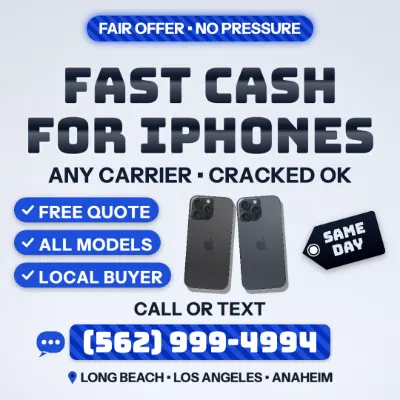 FAIR OFFER • NO PRESSURE
FAST CASH
FOR IPHONES
ANY CARRIER • CRACKED OK
FREE QUOTE
ALL MODELS
LOCAL BUYER
SAME
DAY
CALL OR TEXT
(562) 999-4994
LONG BEACH • LOS ANGELES • ANAHEIM